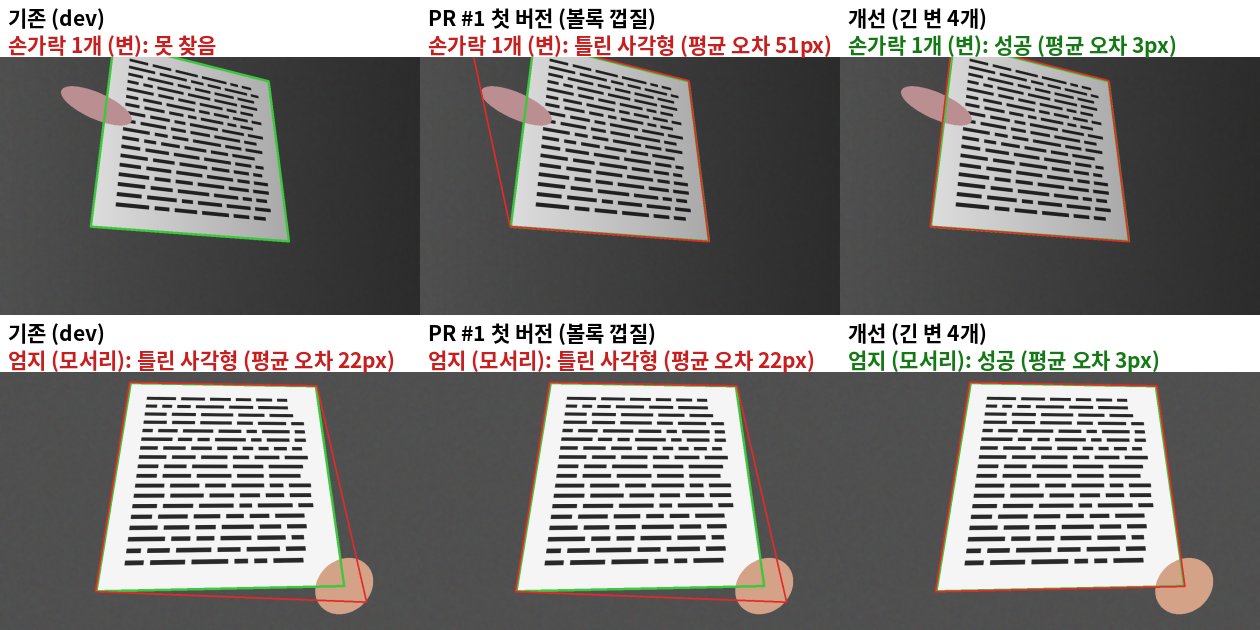 기존 (dev)
손가락 1개 (변): 못 찾음
PR #1 첫 버전 (볼록 껍질)
손가락 1개 (변): 틀린 사각형 (평균 오차 51px)
개선 (긴 변 4개)
손가락 1개 (변): 성공 (평균 오차 3px)
기존 (dev)
엄지 (모서리): 틀린 사각형 (평균 오차 22px)
PR #1 첫 버전 (볼록 껍질)
엄지 (모서리): 틀린 사각형 (평균 오차 22px)
개선 (긴 변 4개)
엄지 (모서리): 성공 (평균 오차 3px)